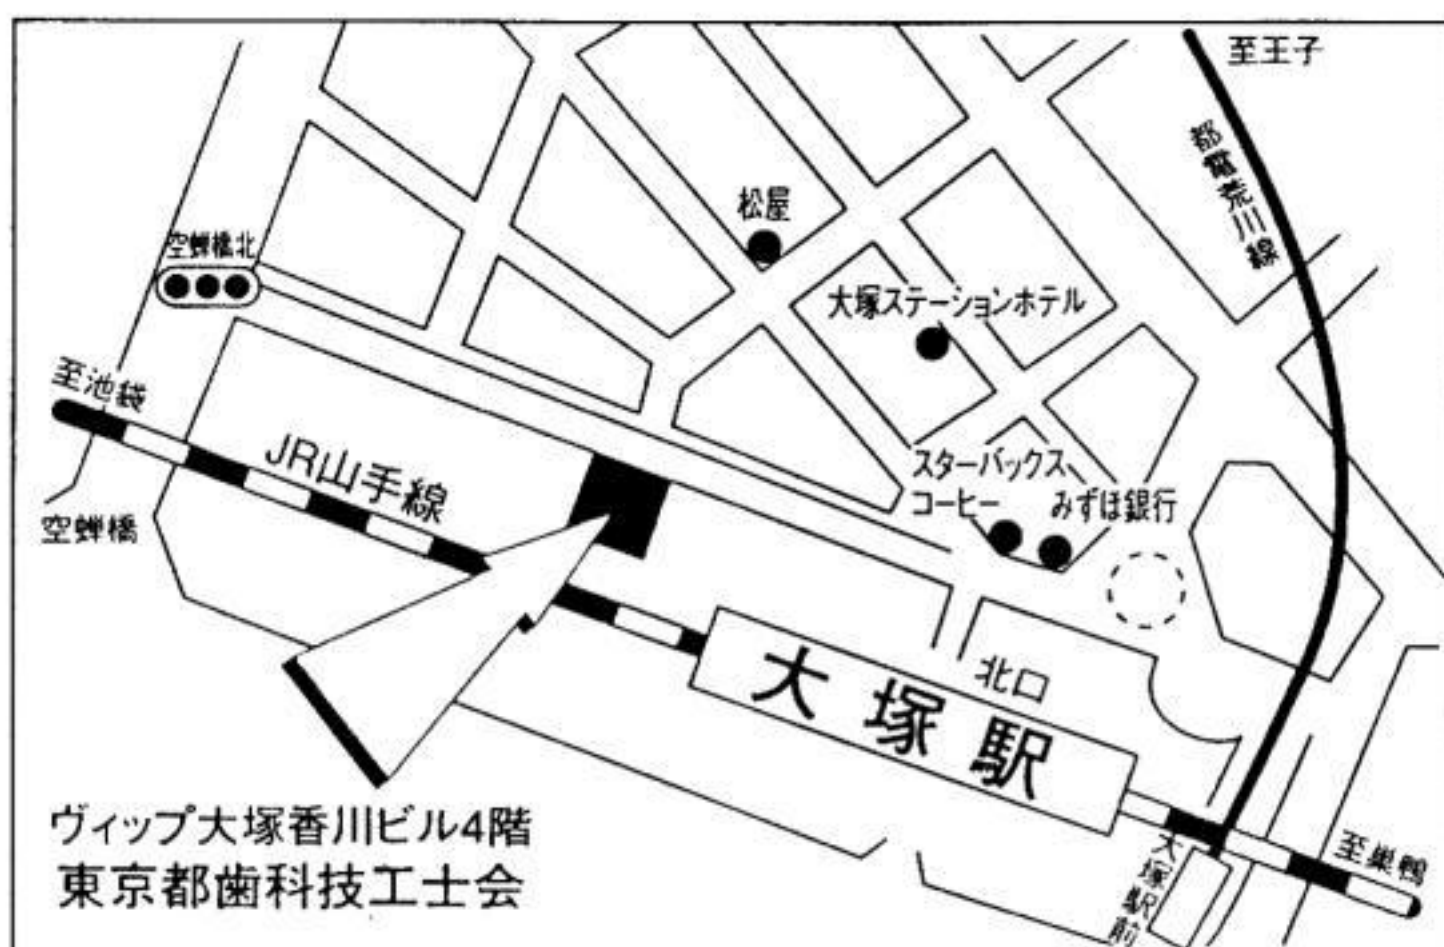 至王子
都電荒川線
松屋
空蝉橋北
大塚ステーションホテル
至池袋
JR山手線
スターバックス
コーヒー
みずほ銀行
空蝉橋
北口
大塚駅
ヴィップ大塚香川ビル4階
東京都歯科技工士会
大塚駅前
至巣鴨